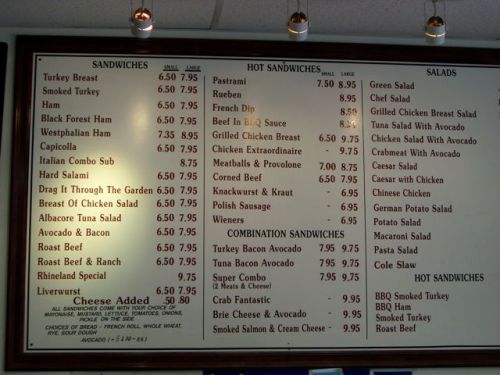 SANDWICHES SMALL LARGE
Turkey Breast 6.50 7.95
Smoked Turkey 6.50 7.95
Ham 6.50 7.95
Black Forest Ham 6.50 7.95
Westphalian Ham 7.35 8.95
Capicolla 6.50 7.95
Italian Combo Sub 8.75
Hard Salami 6.50 7.95
Drag It Through The Garden 6.50 7.95
Breast Of Chicken Salad 6.50 7.95
Albacore Tuna Salad 6.50 7.95
Avocado & Bacon 6.50 7.95
Roast Beef 6.50 7.95
Roast Beef & Ranch 6.50 7.95
Rhineland Special 9.75
Liverwurst 6.50 7.95
Cheese Added .50 .80
ALL SANDWICHES COME WITH YOUR CHOICE OF
MAYONAISE, MUSTARD, LETTUCE, TOMATOES, ONIONS,
PICKLE ON THE SIDE
CHOICES OF BREAD - FRENCH ROLL, WHOLE WHEAT,
RYE, SOUR DOUGH
AVOCADO
HOT SANDWICHES SMALL LARGE
Pastrami 7.50 8.95
Rueben 8.95
French Dip 8.50
Beef In BBQ Sauce
Grilled Chicken Breast 6.50 9.75
Chicken Extraordinaire - 9.75
Meatballs & Provolone 7.00 8.75
Corned Beef 6.50 8.95
Knackwurst & Kraut - 6.95
Polish Sausage - 6.95
Wieners - 6.95
COMBINATION SANDWICHES
Turkey Bacon Avocado 7.95 9.75
Tuna Bacon Avocado 7.95 9.75
Super Combo 7.95 9.75
(2 Meats & Cheese)
Crab Fantastic - 9.95
Brie Cheese & Avocado - 9.95
Smoked Salmon & Cream Cheese - 9.95
SALADS
Green Salad
Chef Salad
Grilled Chicken Breast Salad
Tuna Salad With Avocado
Chicken Salad With Avocado
Crabmeat With Avocado
Caesar Salad
Caesar with Chicken
Chinese Chicken
German Potato Salad
Potato Salad
Macaroni Salad
Pasta Salad
Cole Slaw
HOT SANDWICHES
BBQ Smoked Turkey
BBQ Ham
Smoked Turkey
Roast Beef